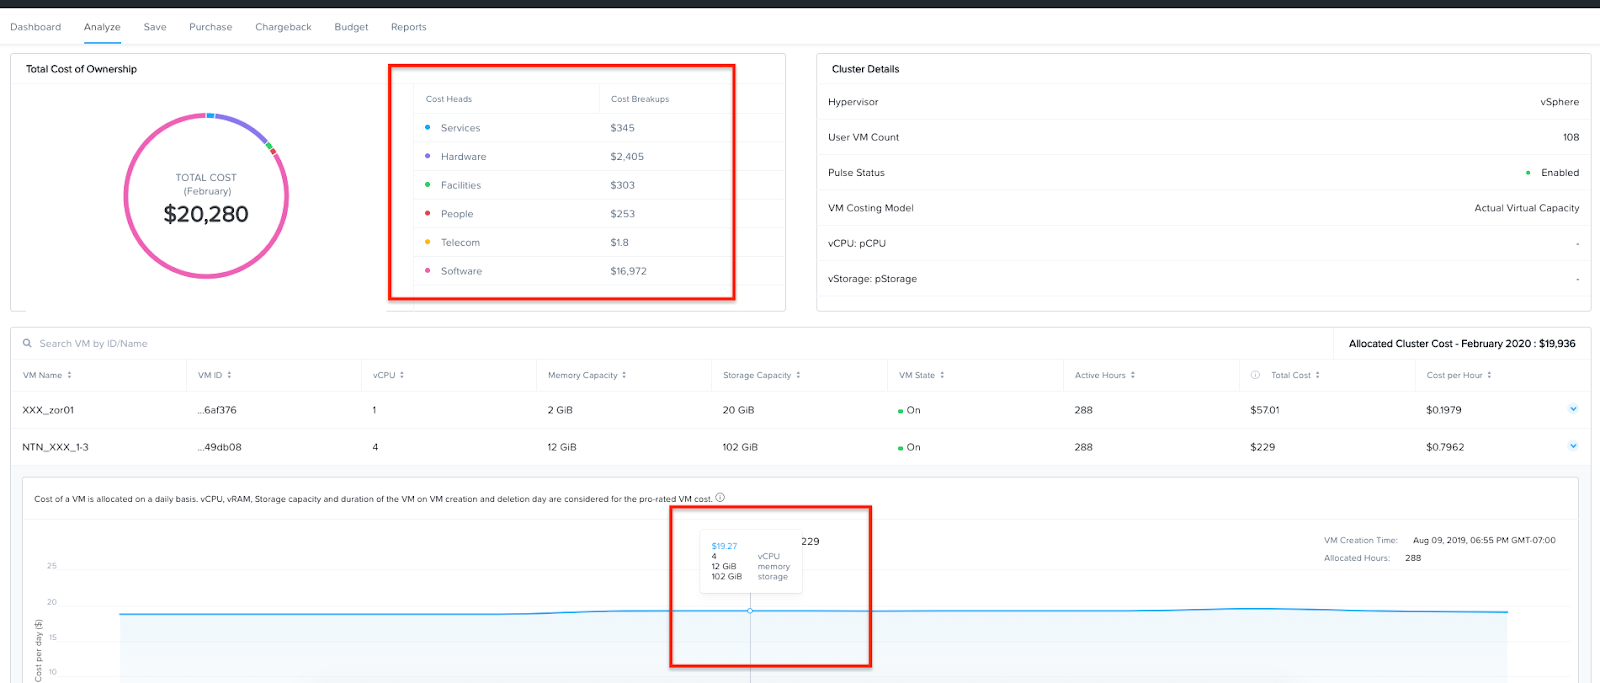 Dashboard Analyze Save Purchase Chargeback Budget Reports
Total Cost of Ownership
TOTAL COST
(February)
$20,280
Cost Heads Cost Breakups
Services $345
Hardware $2,405
Facilities $303
People $253
Telecom $1.8
Software $16,972
Cluster Details
Hypervisor vSphere
User VM Count 108
Pulse Status Enabled
VM Costing Model Actual Virtual Capacity
vCPU: pCPU -
vStorage: pStorage -
Search VM by ID/Name Allocated Cluster Cost - February 2020 : $19,936
VM Name VM ID vCPU Memory Capacity Storage Capacity VM State Active Hours Total Cost Cost per Hour
XXX_zor01 ...6af376 1 2 GiB 20 GiB On 288 $57.01 $0.1979
NTN_XXX_1-3 ...49db08 4 12 GiB 102 GiB On 288 $229 $0.7962
Cost of a VM is allocated on a daily basis. vCPU, vRAM, Storage capacity and duration of the VM on VM creation and deletion day are considered for the pro-rated VM cost.
229
$19.27
4 vCPU
12 GiB memory
102 GiB storage
VM Creation Time: Aug 09, 2019, 06:55 PM GMT-07:00
Allocated Hours: 288
25
20
15
10
Cost per day ($)